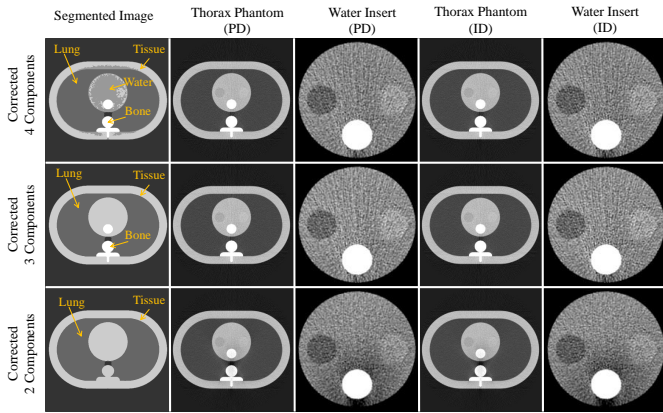 Segmented Image
Thorax Phantom
(PD)
Water Insert
(PD)
Thorax Phantom
(ID)
Water Insert
(ID)
Corrected
4 Components
Lung
Tissue
Water
Bone
Corrected
3 Components
Lung
Tissue
Bone
Corrected
2 Components
Lung
Tissue